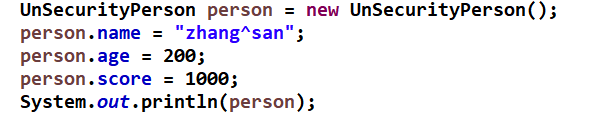 UnSecurityPerson person = new UnSecurityPerson();
person.name = "zhang^san";
person.age = 200;
person.score = 1000;
System.out.println(person);